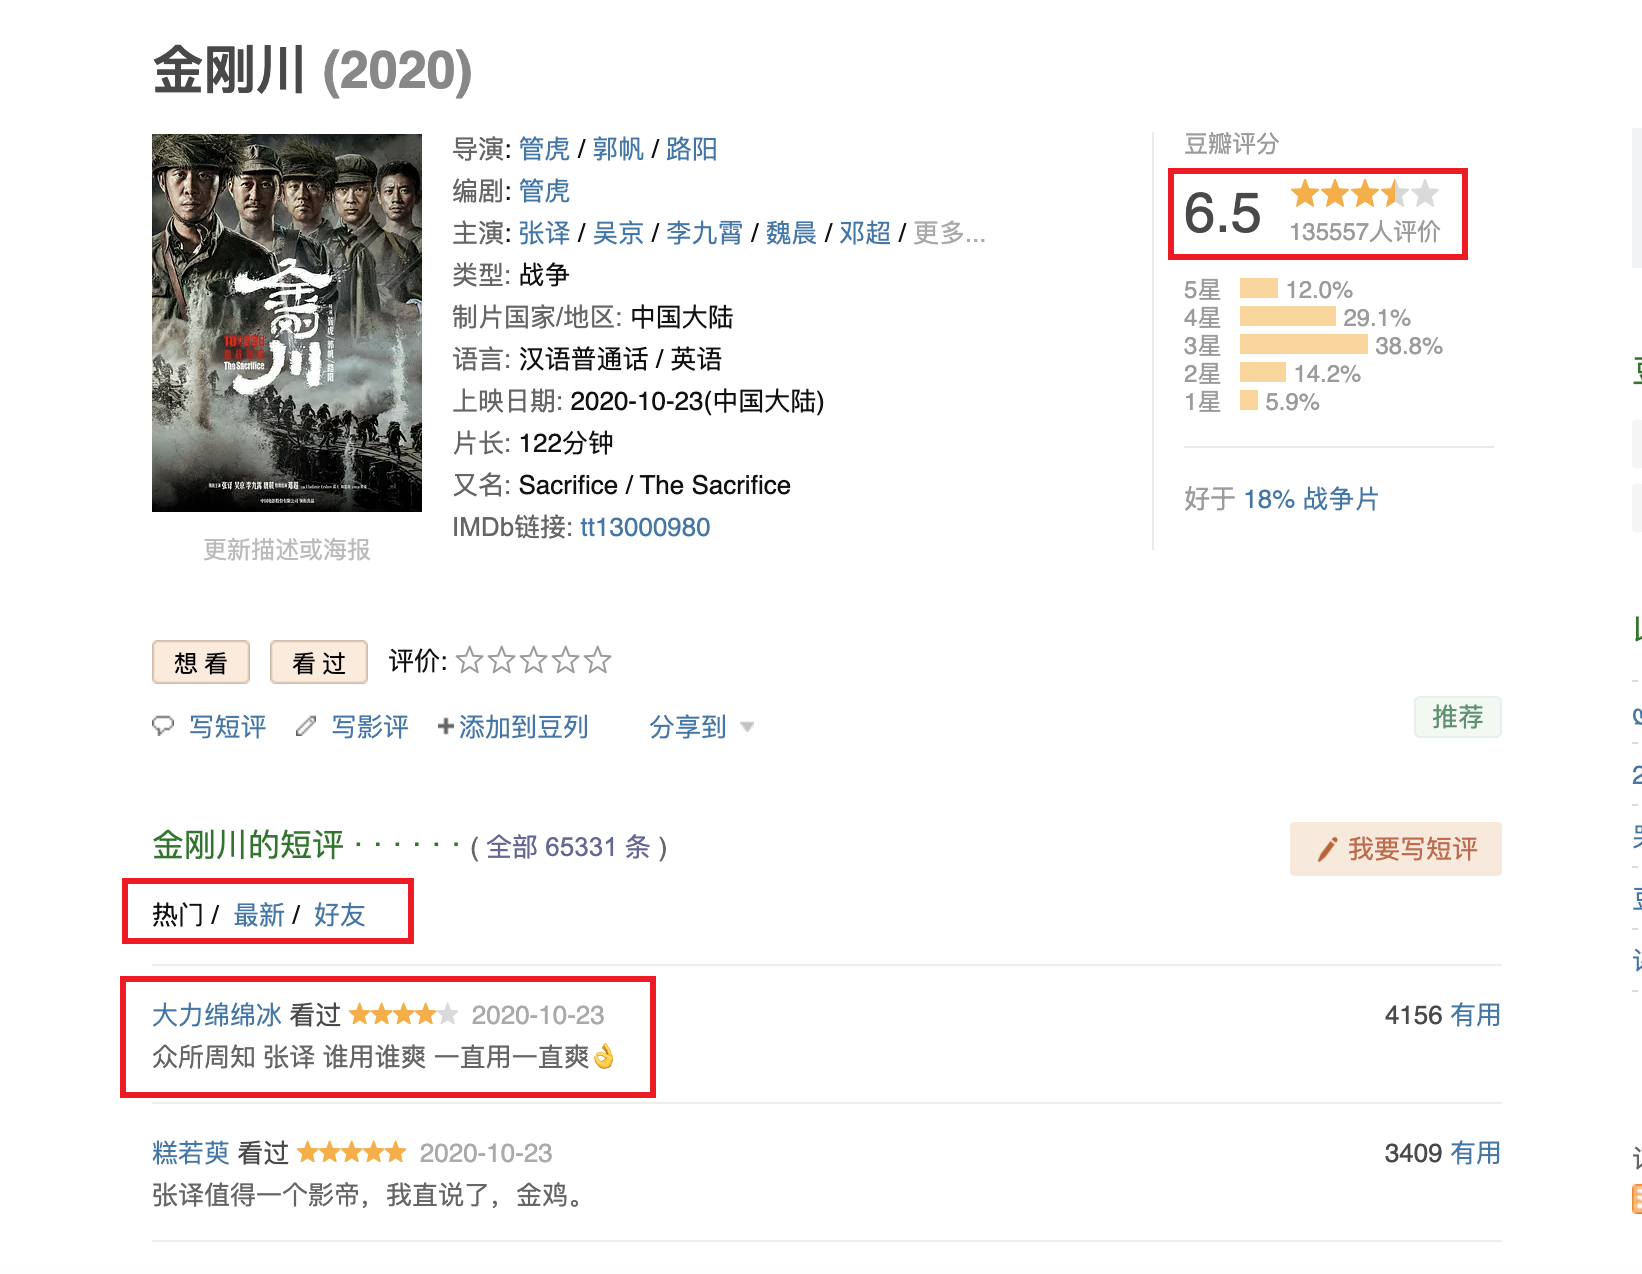 金刚川 (2020)
导演: 管虎 / 郭帆 / 路阳
编剧: 管虎
主演: 张译 / 吴京 / 李九霄 / 魏晨 / 邓超 / 更多...
类型: 战争
制片国家/地区: 中国大陆
语言: 汉语普通话 / 英语
上映日期: 2020-10-23(中国大陆)
片长: 122分钟
又名: Sacrifice / The Sacrifice
IMDb链接: tt13000980
金刚川
The Sacrifice
更新描述或海报
豆瓣评分
6.5
135557人评价
5星 12.0%
4星 29.1%
3星 38.8%
2星 14.2%
1星 5.9%
好于 18% 战争片
想看 看过 评价:
写短评 写影评 +添加到豆列 分享到
推荐
金刚川的短评 · · · · · · ( 全部 65331 条 )
我要写短评
热门 / 最新 / 好友
大力绵绵冰 看过 2020-10-23 4156 有用
众所周知 张译 谁用谁爽 一直用一直爽👌
糕若萸 看过 2020-10-23 3409 有用
张译值得一个影帝，我直说了，金鸡。